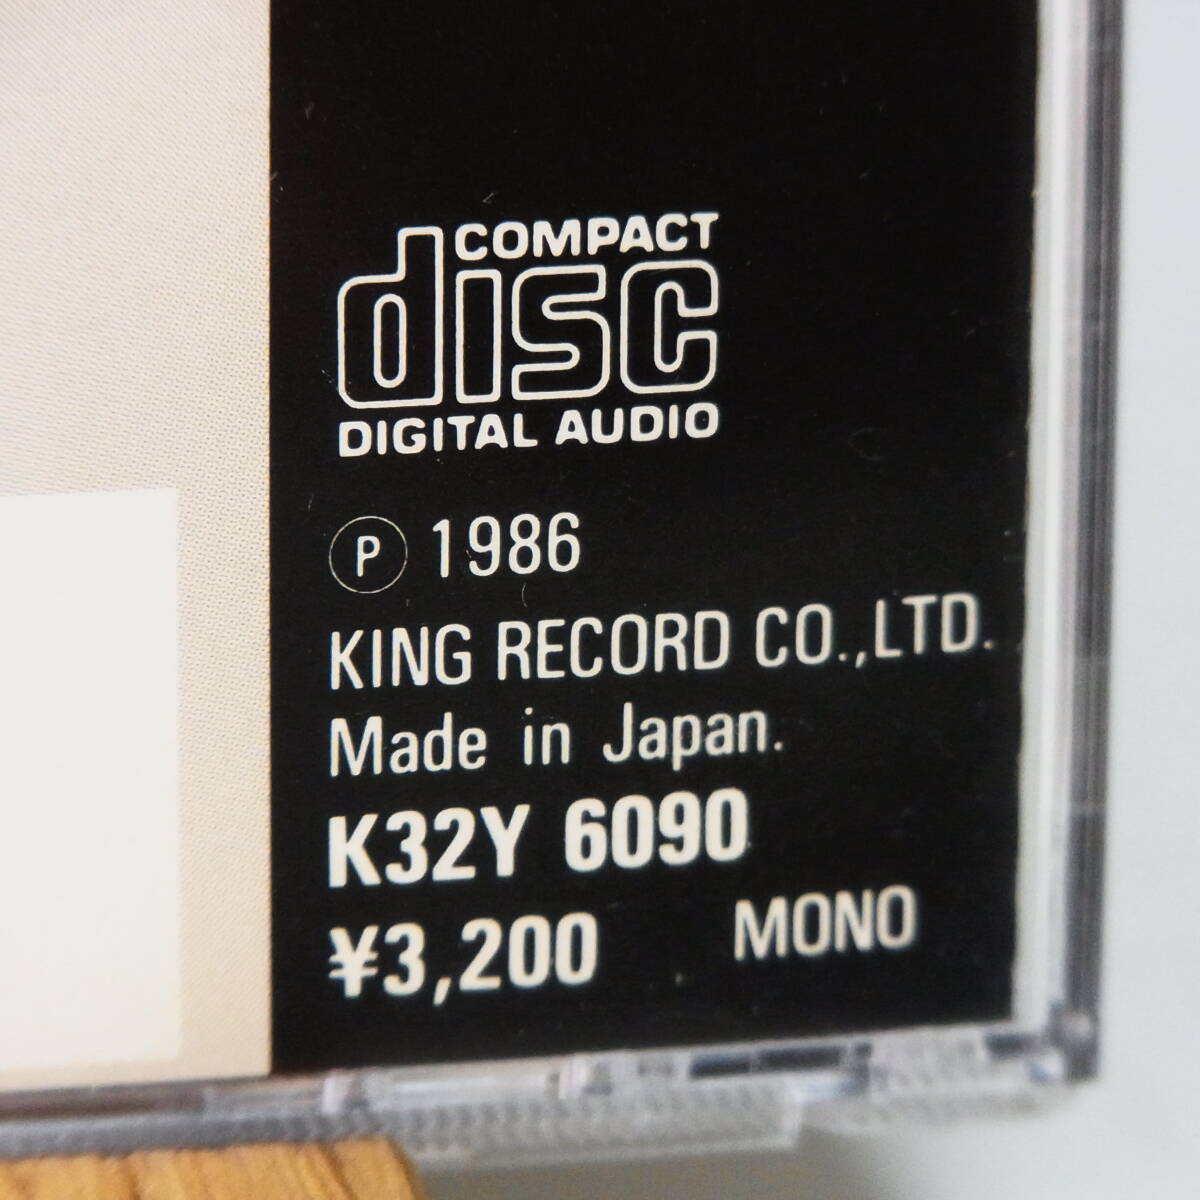 COMPACT
disc
DIGITAL AUDIO
Ⓟ 1986
KING RECORD CO.,LTD.
Made in Japan.
K32Y 6090
¥3,200 MONO